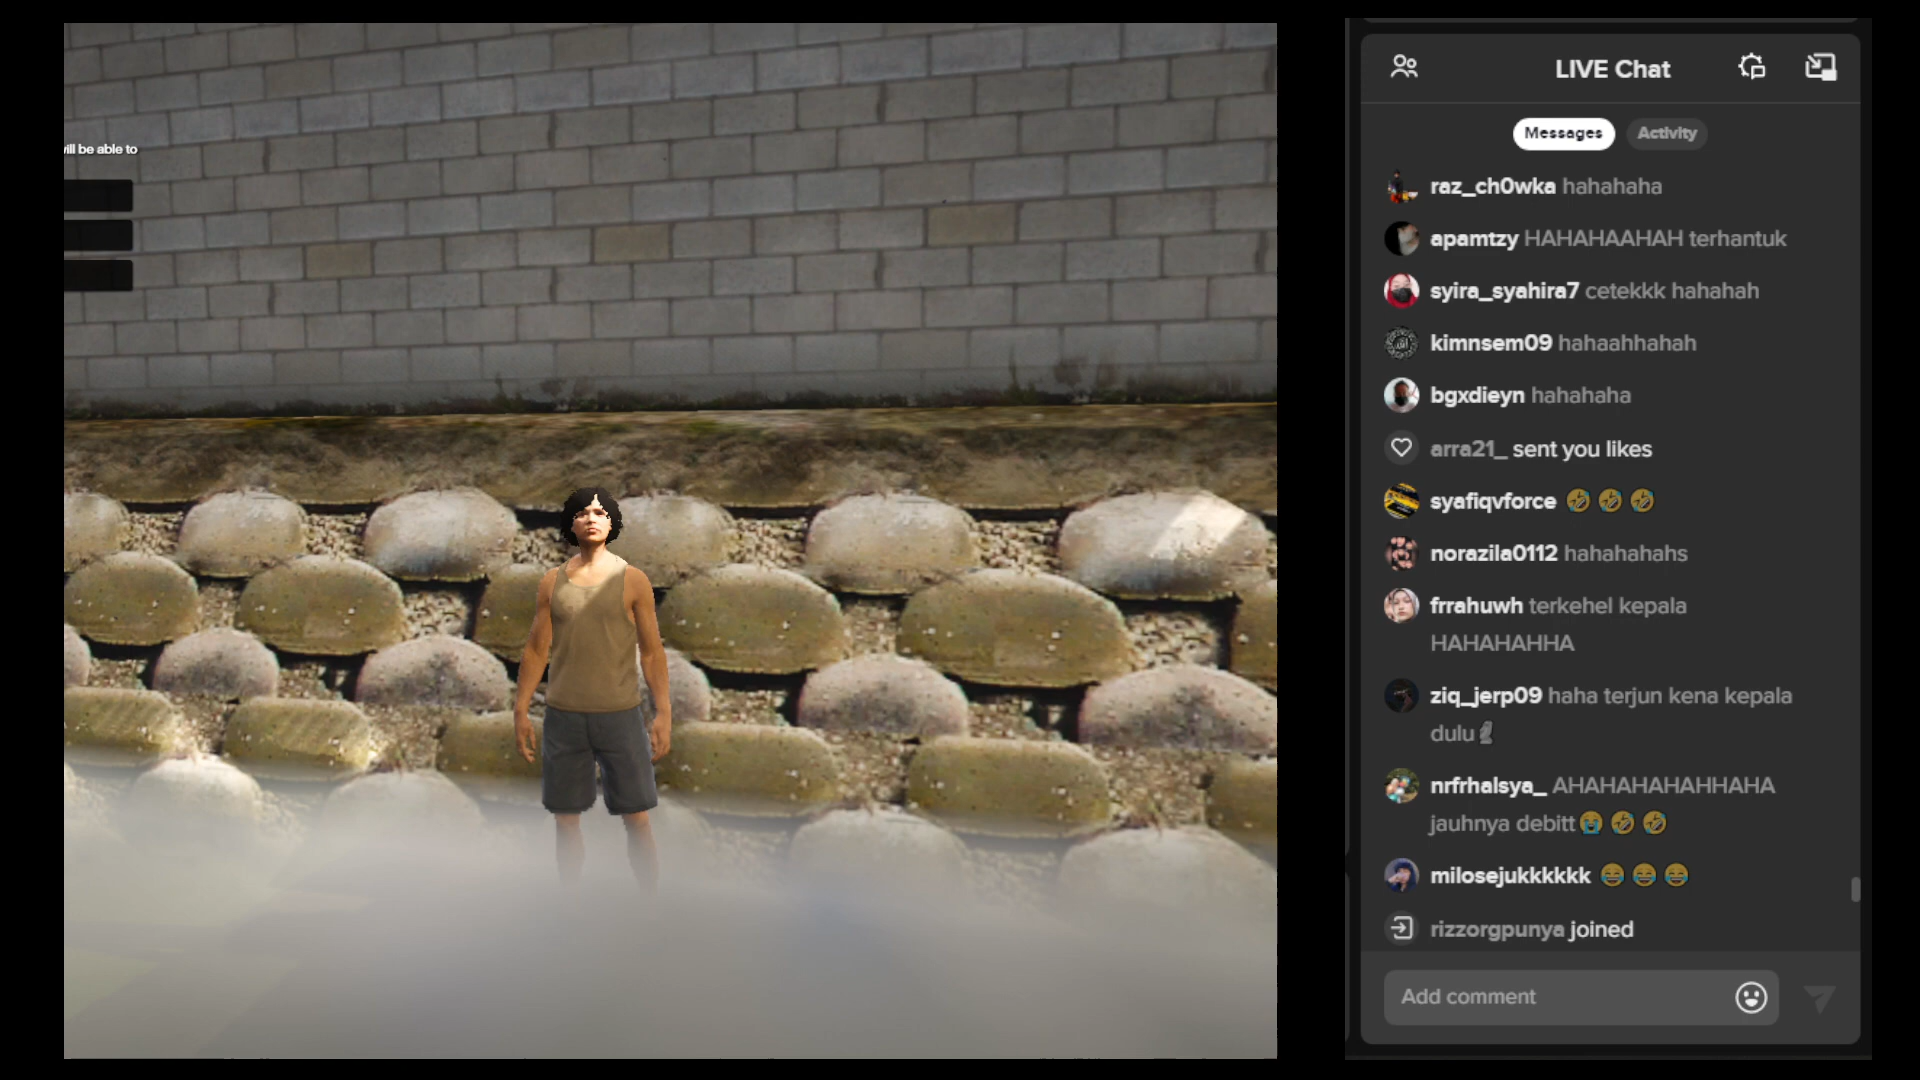 ill be able to
LIVE Chat
Messages Activity
raz_ch0wka hahahaha
apamtzy HAHAHAAHAH terhantuk
syira_syahira7 cetekkk hahahah
kimnsem09 hahaahhahah
bgxdieyn hahahaha
arra21_ sent you likes
syafiqvforce 🤣 🤣 🤣
norazila0112 hahahahahs
frrahuwh terkehel kepala
HAHAHAHHA
ziq_jerp09 haha terjun kena kepala
dulu🗿
nrfrhalsya_ AHAHAHAHAHHAHA
jauhnya debitt😭 🤣 🤣
milosejukkkkkk 😂 😂 😂
rizzorgpunya joined
Add comment